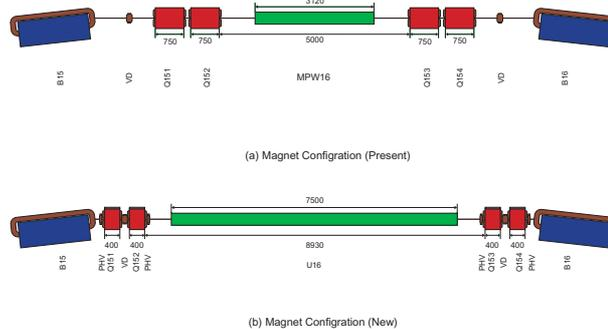 3120
750
750
5000
750
750
B15
VD
Q151
Q152
MPW16
Q153
Q154
VD
B16
(a) Magnet Configration (Present)
7500
400
400
8930
400
400
B15
PHV
Q151
VD
Q152
PHV
U16
PHV
Q153
VD
Q154
PHV
B16
(b) Magnet Configration (New)